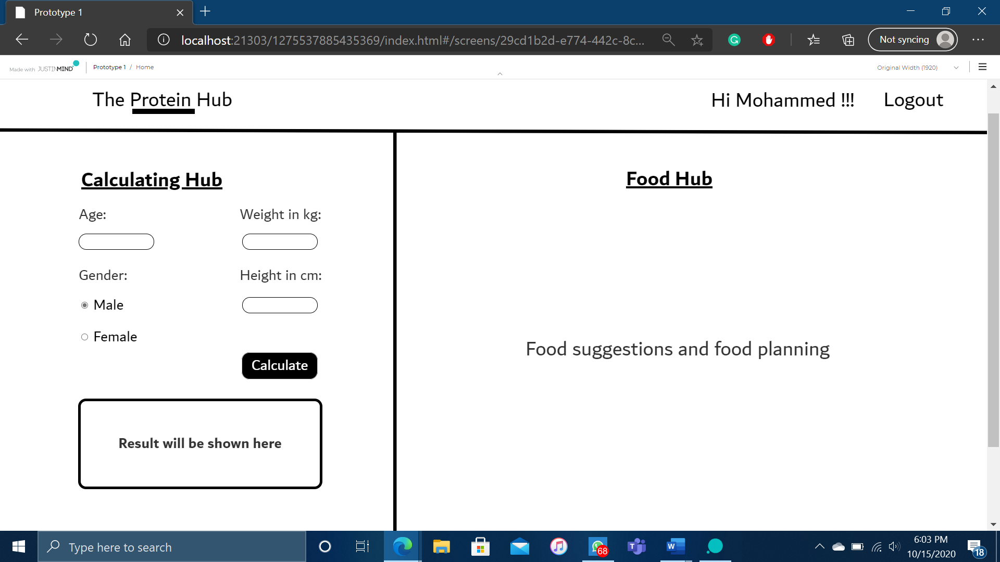 Prototype 1
localhost:21303/1275537885435369/index.html#/screens/29cd1b2d-e774-442c-8c...
Not syncing
Made with JUSTINMIND
Prototype 1 / Home
Original Width (1920)
The Protein Hub
Hi Mohammed !!!
Logout
Calculating Hub
Age:
Weight in kg:
Gender:
Height in cm:
Male
Female
Calculate
Result will be shown here
Food Hub
Food suggestions and food planning
Type here to search
68
6:03 PM
10/15/2020
18